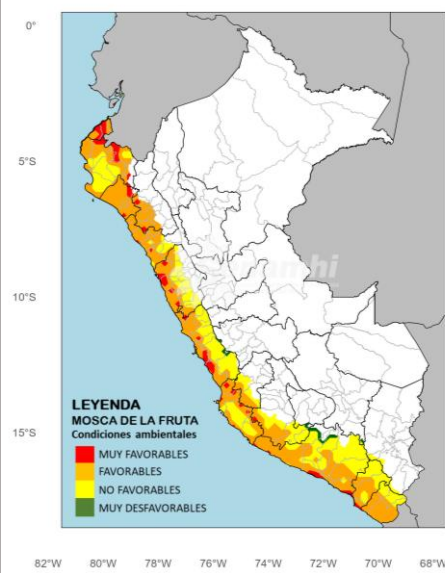 0°
5°S
10°S
15°S
LEYENDA
MOSCA DE LA FRUTA
Condiciones ambientales
MUY FAVORABLES
FAVORABLES
NO FAVORABLES
MUY DESFAVORABLES
82°W 80°W 78°W 76°W 74°W 72°W 70°W 68°W